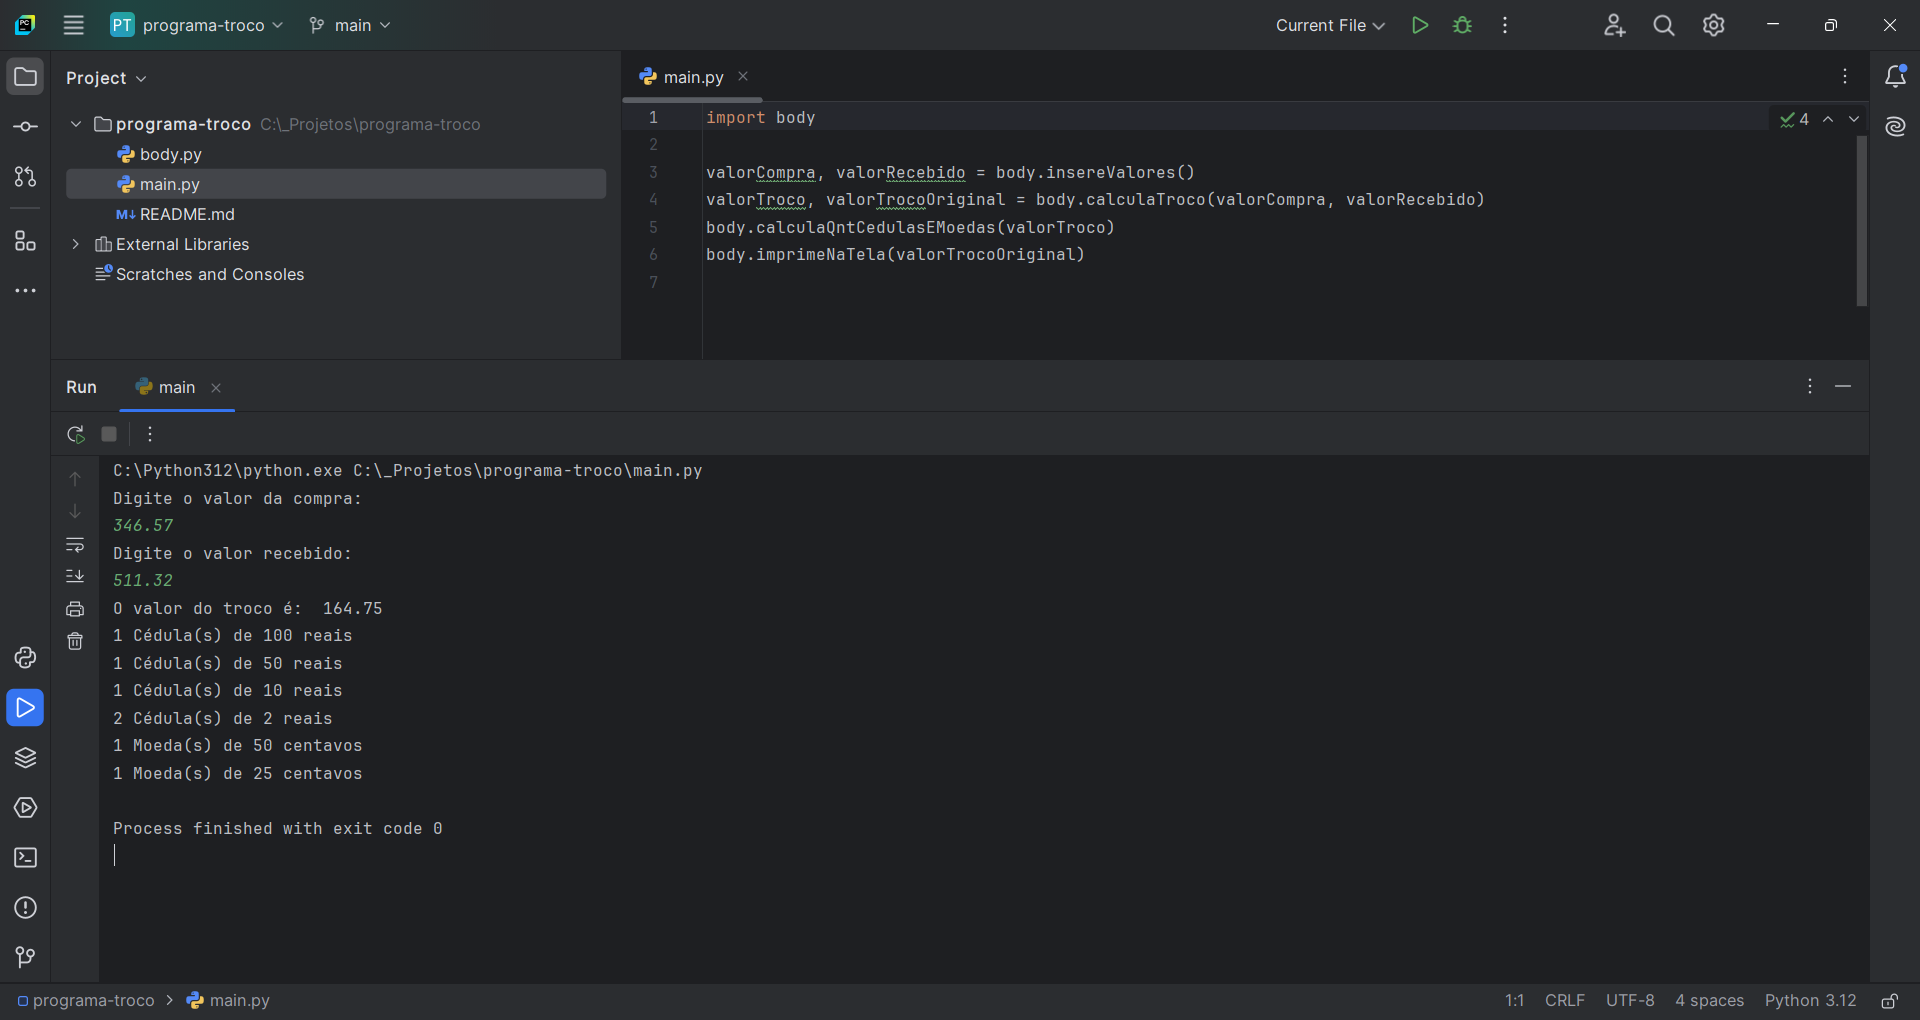 PC
PT programa-troco
main
Current File
Project
programa-troco C:\_Projetos\programa-troco
body.py
main.py
M↓ README.md
External Libraries
Scratches and Consoles
main.py
4
1 import body
2
3 valorCompra, valorRecebido = body.insereValores()
4 valorTroco, valorTrocoOriginal = body.calculaTroco(valorCompra, valorRecebido)
5 body.calculaQntCedulasEMoedas(valorTroco)
6 body.imprimeNaTela(valorTrocoOriginal)
7
Run main
C:\Python312\python.exe C:\_Projetos\programa-troco\main.py
Digite o valor da compra:
346.57
Digite o valor recebido:
511.32
O valor do troco é:  164.75
1 Cédula(s) de 100 reais
1 Cédula(s) de 50 reais
1 Cédula(s) de 10 reais
2 Cédula(s) de 2 reais
1 Moeda(s) de 50 centavos
1 Moeda(s) de 25 centavos
Process finished with exit code 0
programa-troco > main.py
1:1 CRLF UTF-8 4 spaces Python 3.12